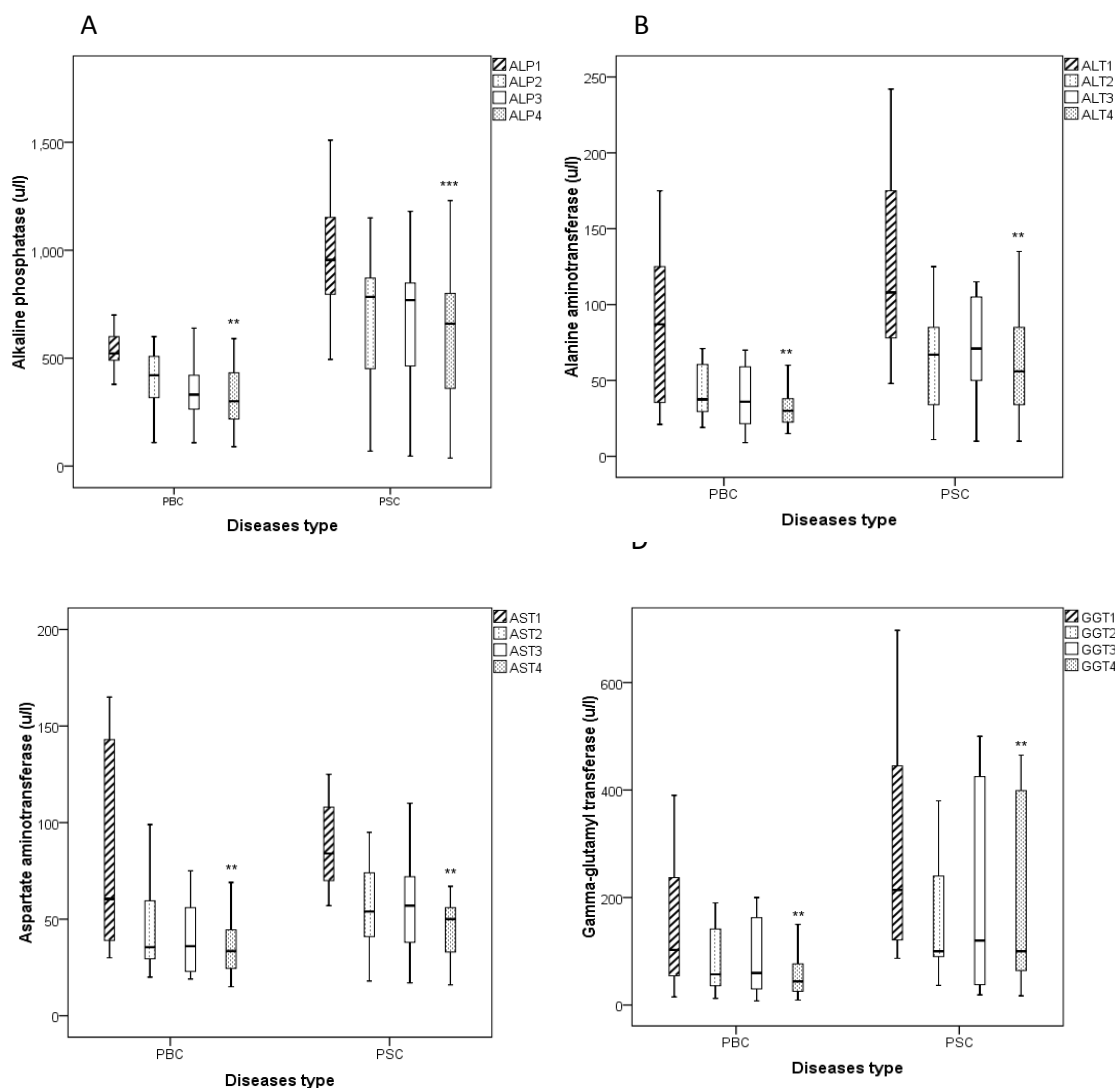 A
ALP1
ALP2
ALP3
ALP4
1,500
1,000
500
0
Alkaline phosphatase (u/l)
**
***
PBC
PSC
Diseases type
B
ALT1
ALT2
ALT3
ALT4
250
200
150
100
50
0
Alanine aminotransferase (u/l)
**
**
PBC
PSC
Diseases type
AST1
AST2
AST3
AST4
200
150
100
50
0
Aspartate aminotransferase (u/l)
**
**
PBC
PSC
Diseases type
D
GGT1
GGT2
GGT3
GGT4
600
400
200
0
Gamma-glutamyl transferase (u/l)
**
**
PBC
PSC
Diseases type